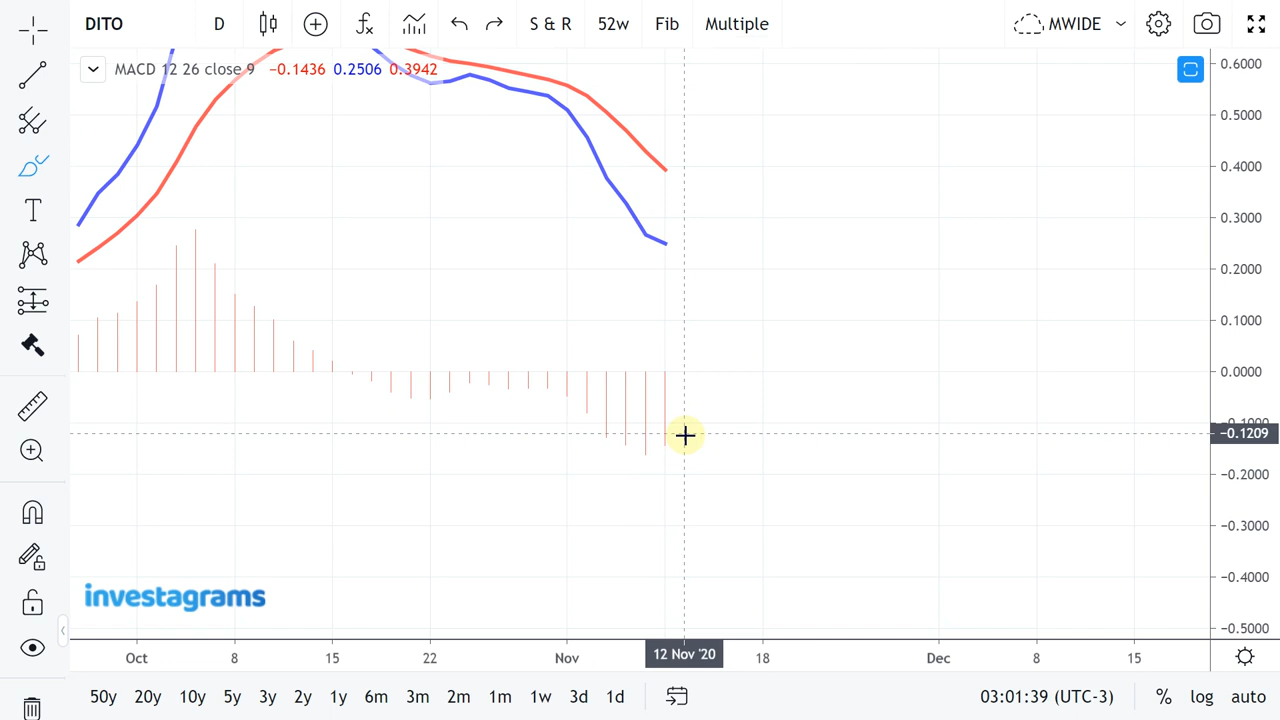 DITO D S & R 52w Fib Multiple MWIDE
MACD 12 26 close 9 −0.1436 0.2506 0.3942
0.6000
0.5000
0.4000
0.3000
0.2000
0.1000
0.0000
−0.1000
−0.1209
−0.2000
−0.3000
−0.4000
−0.5000
investagrams
Oct 8 15 22 Nov 12 Nov '20 18 Dec 8 15
50y 20y 10y 5y 3y 2y 1y 6m 3m 2m 1m 1w 3d 1d 03:01:39 (UTC-3) % log auto